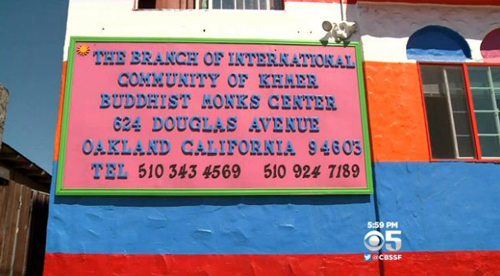 THE BRANCH OF INTERNATIONAL
COMMUNITY OF KHMER
BUDDHIST MONKS CENTER
624 DOUGLAS AVENUE
OAKLAND CALIFORNIA 94603
TEL 510 343 4569 510 924 7189
5:59 PM
CBS 5
@CBSSF